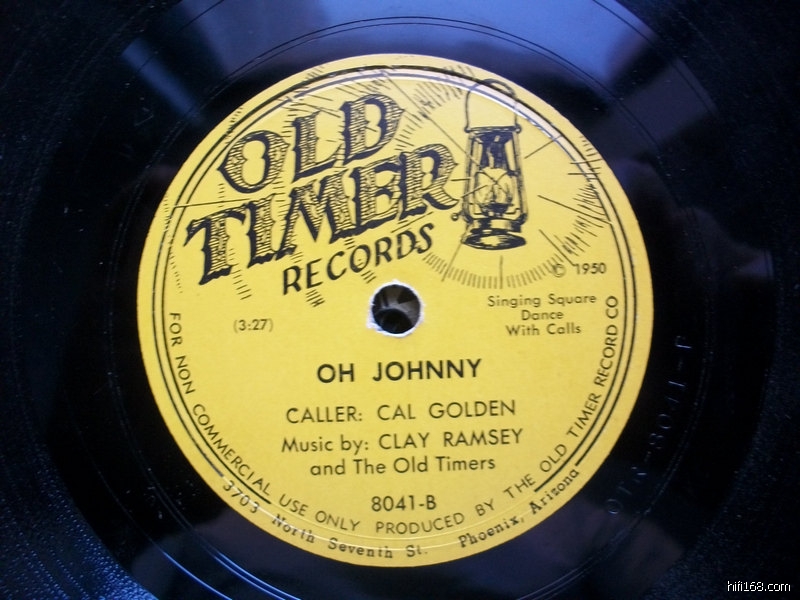 OLD
TIMER
RECORDS
© 1950
(3:27)
Singing Square
Dance
With Calls
OH JOHNNY
CALLER: CAL GOLDEN
Music by: CLAY RAMSEY
and The Old Timers
8041-B
FOR NON COMMERCIAL USE ONLY PRODUCED BY THE OLD TIMER RECORD CO
3703 North Seventh St. Phoenix, Arizona
hifi168.com